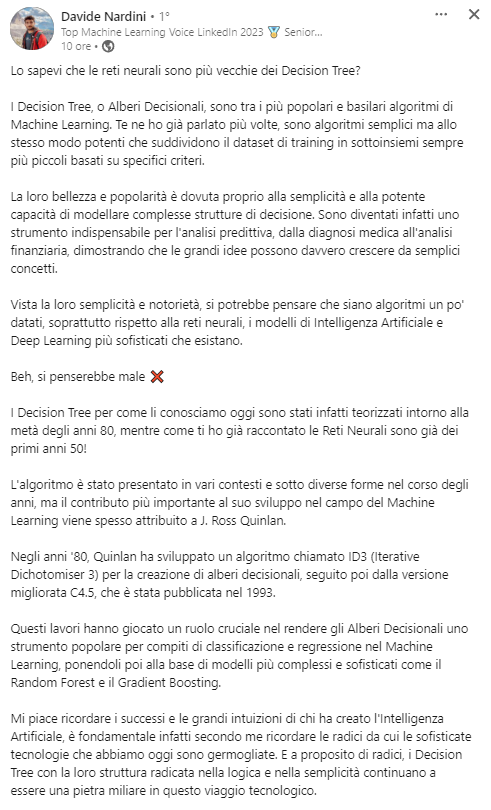 Davide Nardini • 1°
Top Machine Learning Voice LinkedIn 2023 🏅 Senior...
10 ore •
Lo sapevi che le reti neurali sono più vecchie dei Decision Tree?
I Decision Tree, o Alberi Decisionali, sono tra i più popolari e basilari algoritmi di
Machine Learning. Te ne ho già parlato più volte, sono algoritmi semplici ma allo
stesso modo potenti che suddividono il dataset di training in sottoinsiemi sempre
più piccoli basati su specifici criteri.
La loro bellezza e popolarità è dovuta proprio alla semplicità e alla potente
capacità di modellare complesse strutture di decisione. Sono diventati infatti uno
strumento indispensabile per l'analisi predittiva, dalla diagnosi medica all'analisi
finanziaria, dimostrando che le grandi idee possono davvero crescere da semplici
concetti.
Vista la loro semplicità e notorietà, si potrebbe pensare che siano algoritmi un po'
datati, soprattutto rispetto alla reti neurali, i modelli di Intelligenza Artificiale e
Deep Learning più sofisticati che esistano.
Beh, si penserebbe male ❌
I Decision Tree per come li conosciamo oggi sono stati infatti teorizzati intorno alla
metà degli anni 80, mentre come ti ho già raccontato le Reti Neurali sono già dei
primi anni 50!
L'algoritmo è stato presentato in vari contesti e sotto diverse forme nel corso degli
anni, ma il contributo più importante al suo sviluppo nel campo del Machine
Learning viene spesso attribuito a J. Ross Quinlan.
Negli anni '80, Quinlan ha sviluppato un algoritmo chiamato ID3 (Iterative
Dichotomiser 3) per la creazione di alberi decisionali, seguito poi dalla versione
migliorata C4.5, che è stata pubblicata nel 1993.
Questi lavori hanno giocato un ruolo cruciale nel rendere gli Alberi Decisionali uno
strumento popolare per compiti di classificazione e regressione nel Machine
Learning, ponendoli poi alla base di modelli più complessi e sofisticati come il
Random Forest e il Gradient Boosting.
Mi piace ricordare i successi e le grandi intuizioni di chi ha creato l'Intelligenza
Artificiale, è fondamentale infatti secondo me ricordare le radici da cui le sofisticate
tecnologie che abbiamo oggi sono germogliate. E a proposito di radici, i Decision
Tree con la loro struttura radicata nella logica e nella semplicità continuano a
essere una pietra miliare in questo viaggio tecnologico.